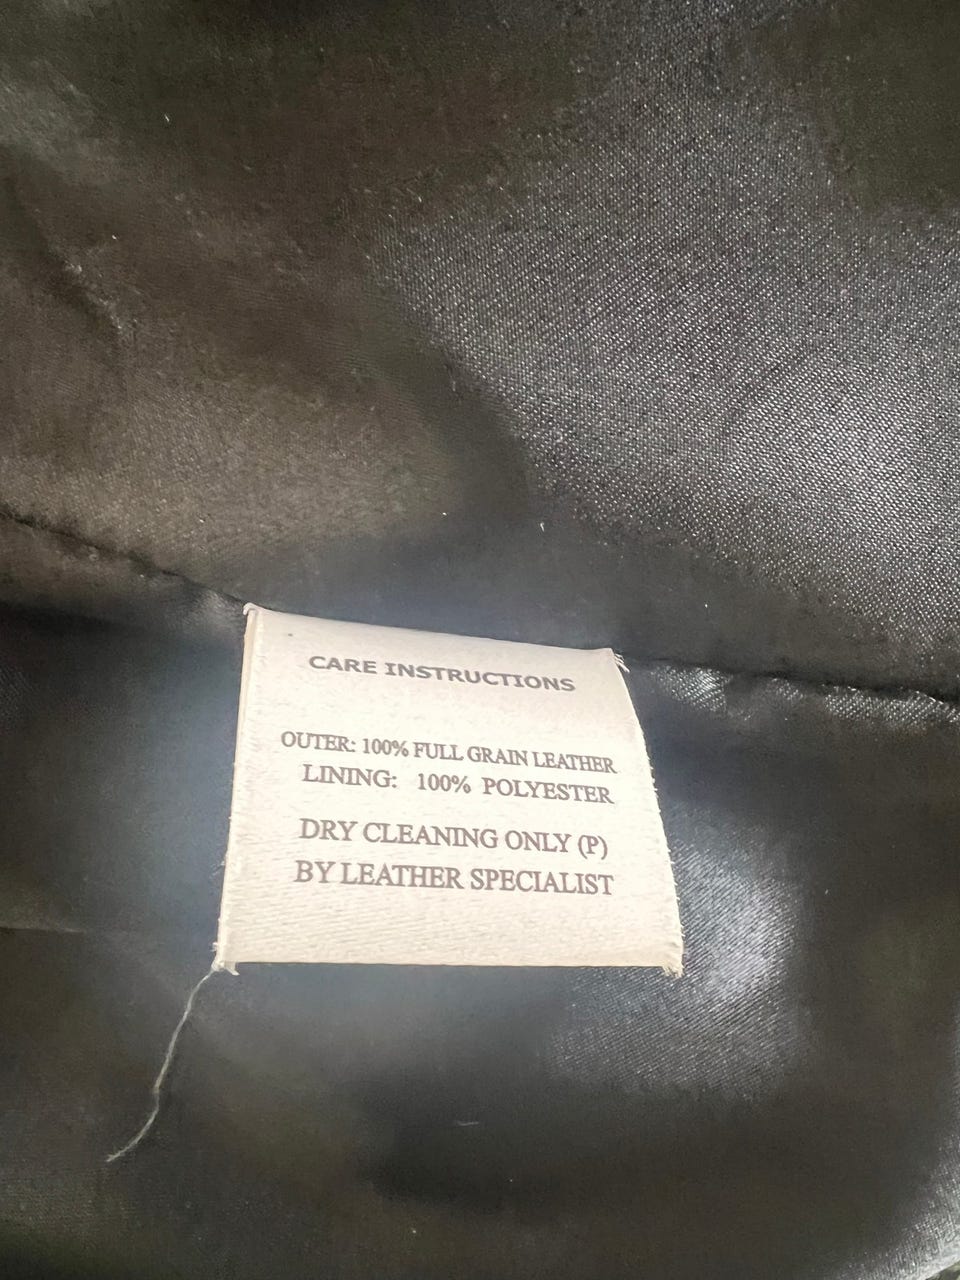 CARE INSTRUCTIONS
OUTER: 100% FULL GRAIN LEATHER
LINING: 100% POLYESTER
DRY CLEANING ONLY (P)
BY LEATHER SPECIALIST